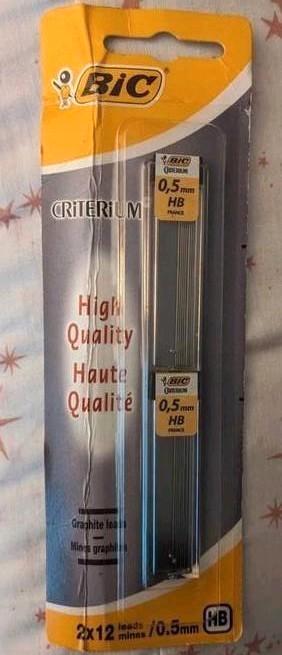 BiC
CRiTERiUM
BiC
CRITERIUM
0,5 mm
HB
FRANCE
High
Quality
Haute
Qualité
BiC
CRITERIUM
0,5 mm
HB
FRANCE
Graphite leads
Mines graphite
2x12 leads
mines /0.5mm
HB